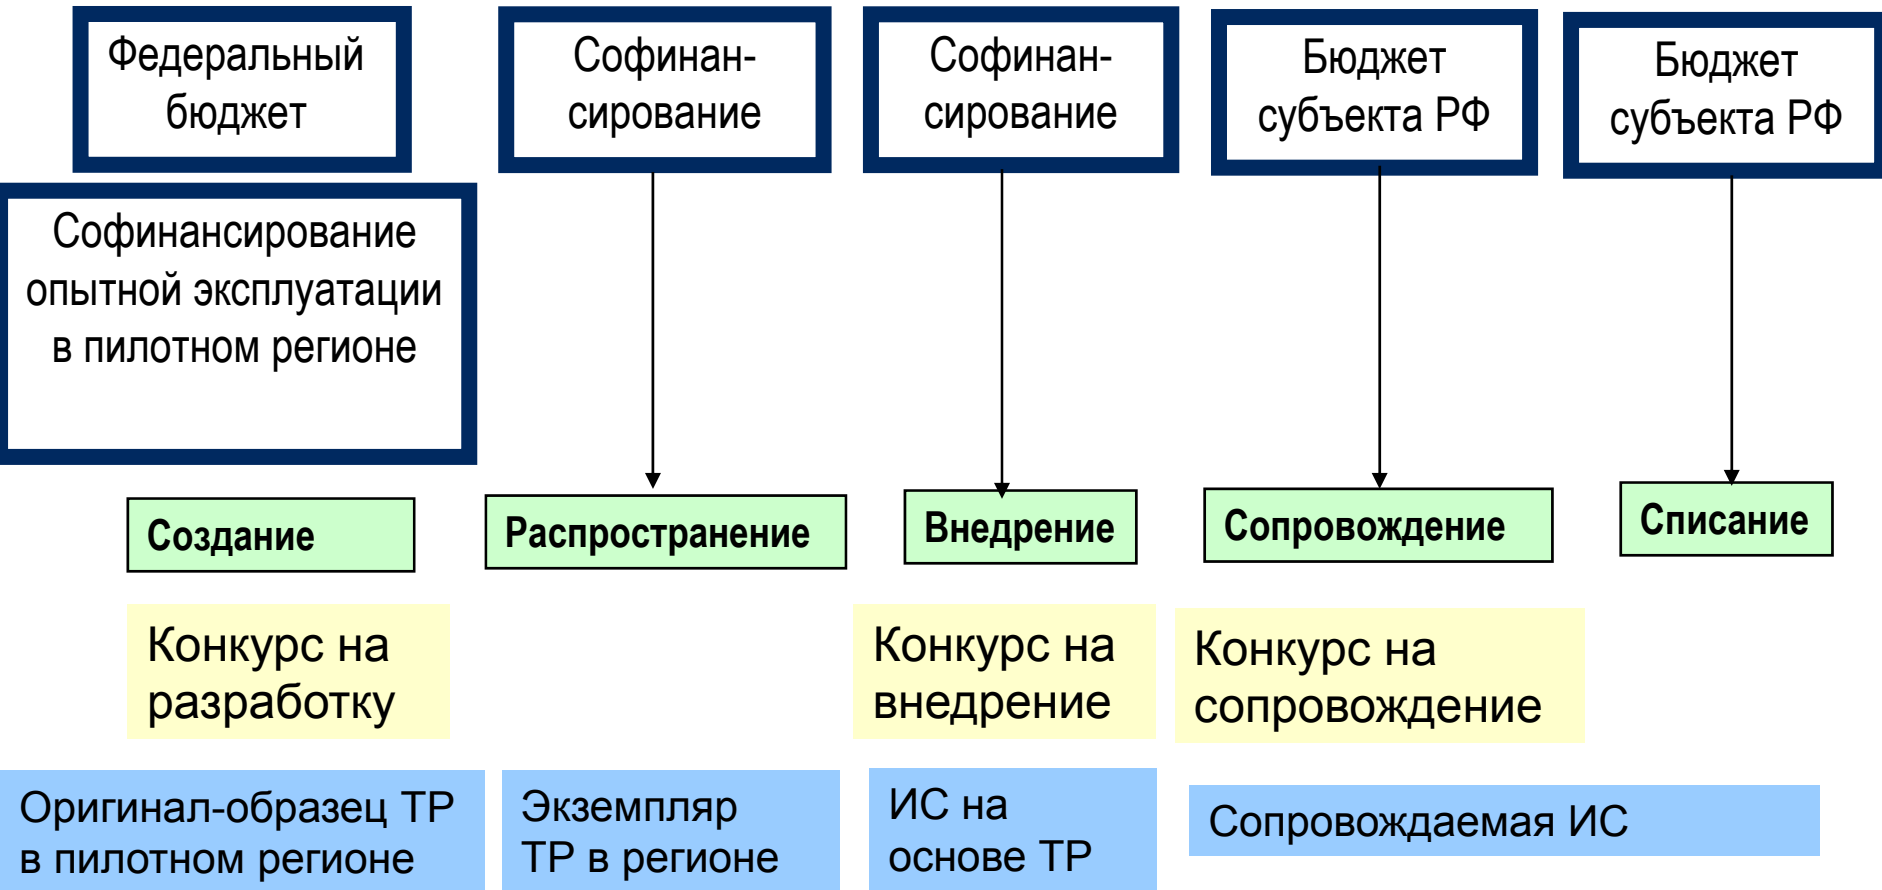 Федеральный
бюджет
Софинан-
сирование
Софинан-
сирование
Бюджет
субъекта РФ
Бюджет
субъекта РФ
Софинансирование
опытной эксплуатации
в пилотном регионе
Создание
Распространение
Внедрение
Сопровождение
Списание
Конкурс на
разработку
Конкурс на
внедрение
Конкурс на
сопровождение
Оригинал-образец ТР
в пилотном регионе
Экземпляр
ТР в регионе
ИС на
основе ТР
Сопровождаемая ИС